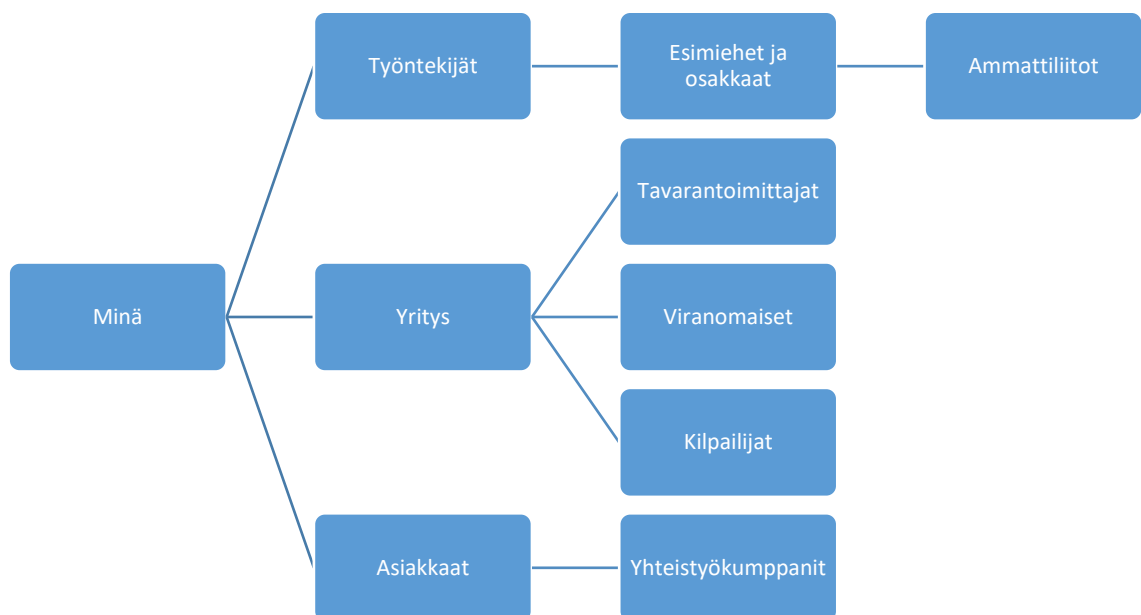 Työntekijät
Esimiehet ja
osakkaat
Ammattiliitot
Tavarantoimittajat
Minä
Yritys
Viranomaiset
Kilpailijat
Asiakkaat
Yhteistyökumppanit